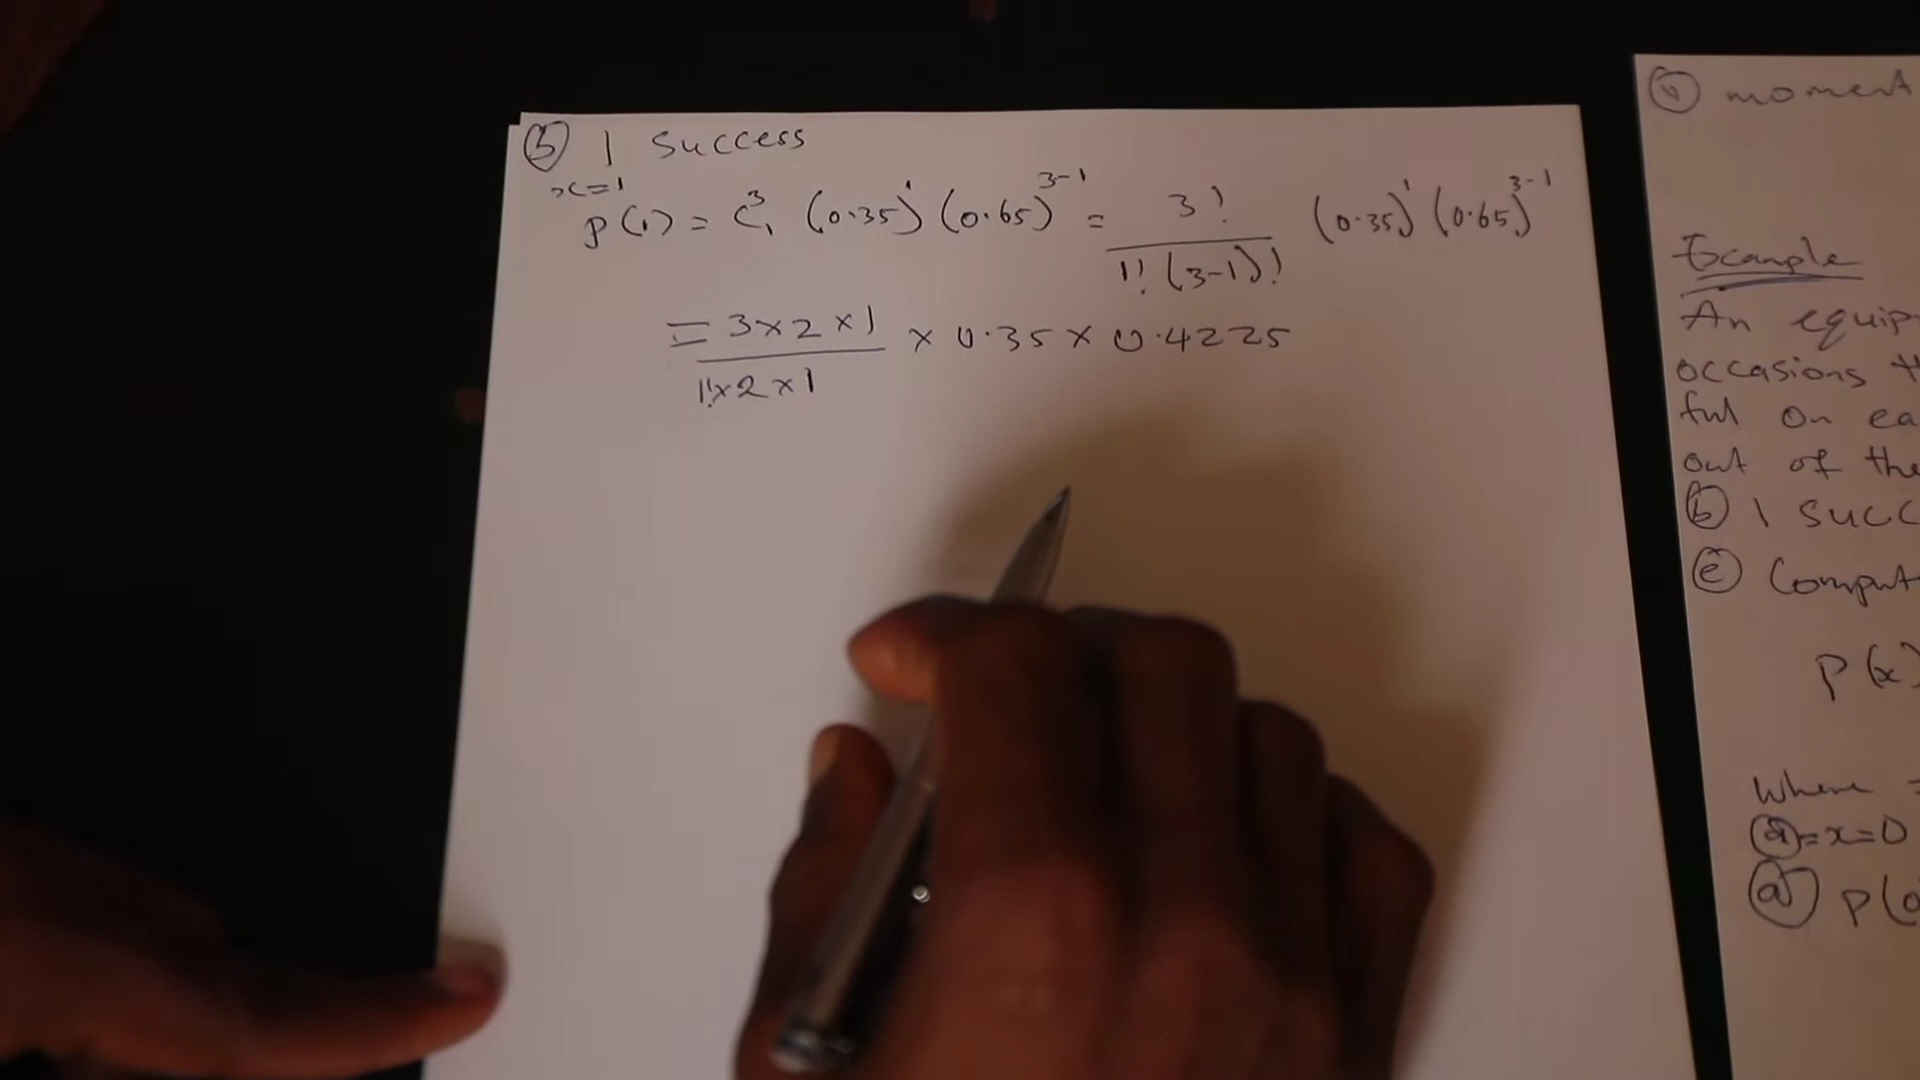 (b) 1 Success
x=1
P(1) = C³₁ (0.35)¹ (0.65)³⁻¹ = 3! / 1! (3-1)! (0.35)¹ (0.65)³⁻¹
= 3×2×1 / 1!×2×1 × 0.35 × 0.4225
(v) moment
Example
An equip
occasions th
ful on ea
out of the
(b) 1 succ
(e) Comput
P(x)
Where =
(a) = x=0
(a) P(0